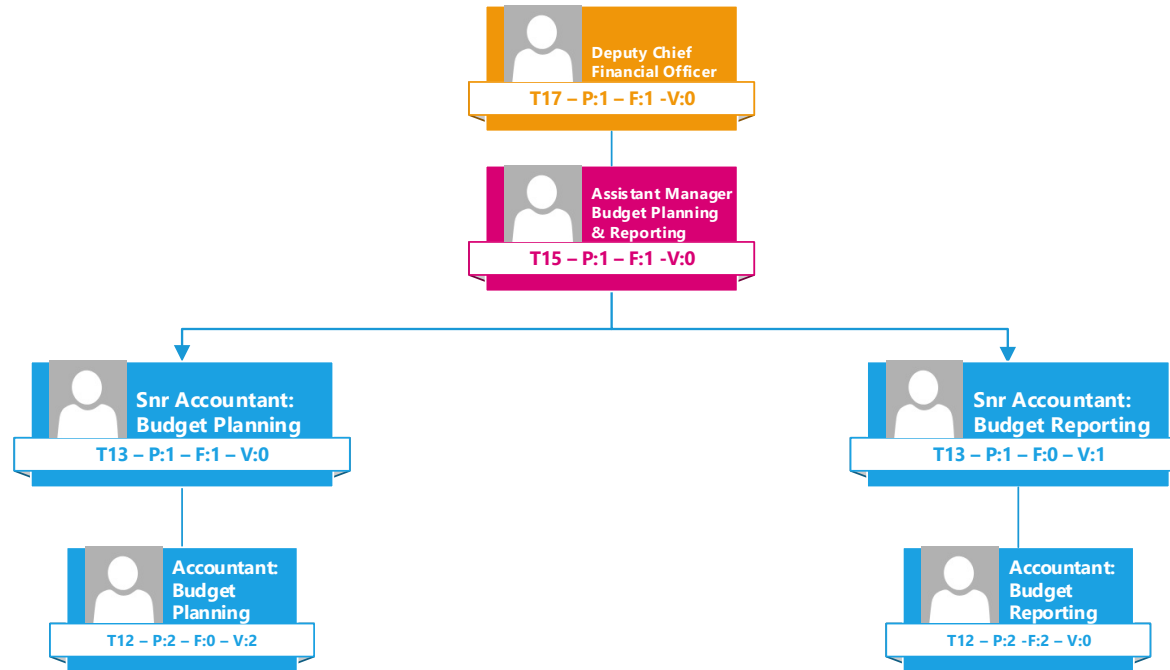 Deputy Chief
Financial Officer
T17 – P:1 – F:1 -V:0
Assistant Manager
Budget Planning
& Reporting
T15 – P:1 – F:1 -V:0
Snr Accountant:
Budget Planning
T13 – P:1 – F:1 – V:0
Snr Accountant:
Budget Reporting
T13 – P:1 – F:0 – V:1
Accountant:
Budget
Planning
T12 – P:2 – F:0 – V:2
Accountant:
Budget
Reporting
T12 – P:2 -F:2 – V:0